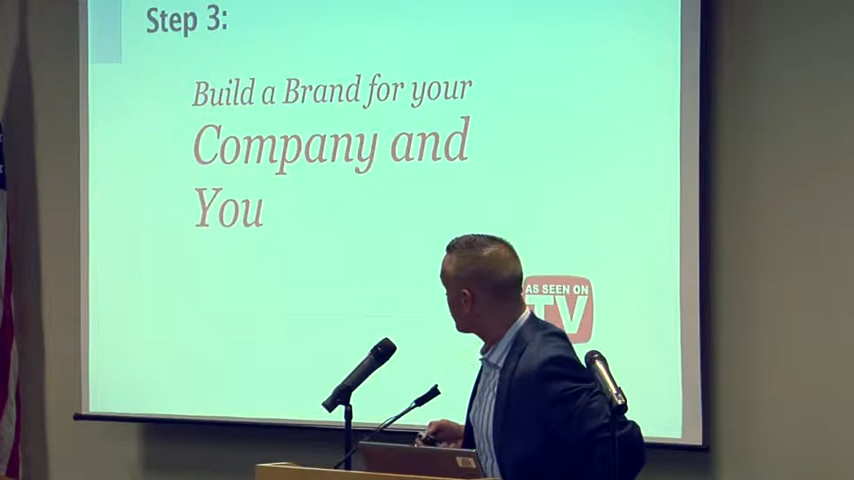 Step 3:
Build a Brand for your
Company and
You
AS SEEN ON
TV